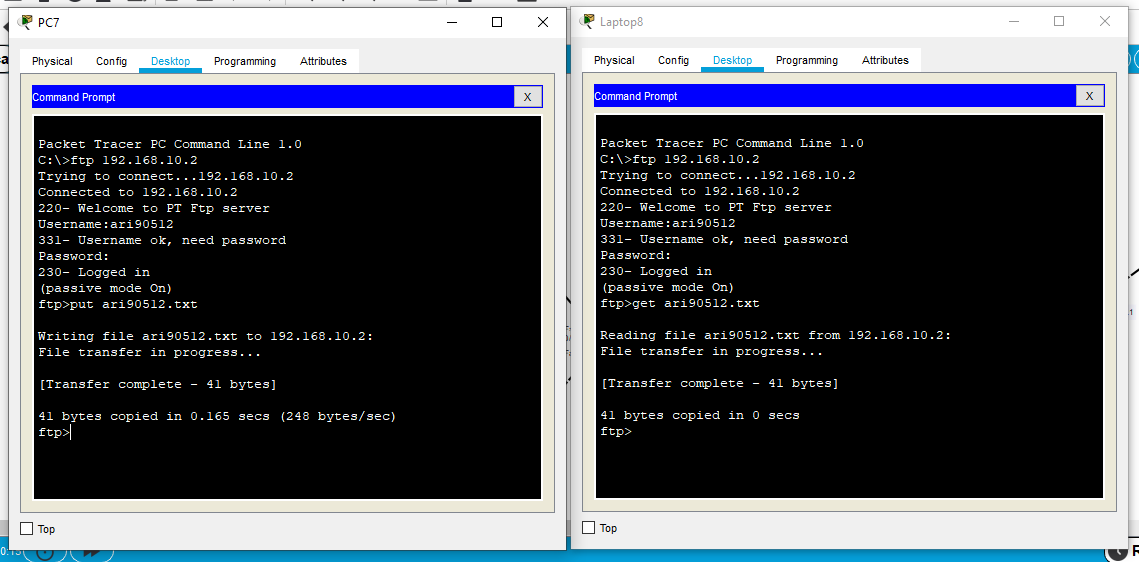 PC7
Physical Config Desktop Programming Attributes
Command Prompt
X
Packet Tracer PC Command Line 1.0
C:\>ftp 192.168.10.2
Trying to connect...192.168.10.2
Connected to 192.168.10.2
220- Welcome to PT Ftp server
Username:ari90512
331- Username ok, need password
Password:
230- Logged in
(passive mode On)
ftp>put ari90512.txt
Writing file ari90512.txt to 192.168.10.2:
File transfer in progress...
[Transfer complete - 41 bytes]
41 bytes copied in 0.165 secs (248 bytes/sec)
ftp>
Top
Laptop8
Physical Config Desktop Programming Attributes
Command Prompt
X
Packet Tracer PC Command Line 1.0
C:\>ftp 192.168.10.2
Trying to connect...192.168.10.2
Connected to 192.168.10.2
220- Welcome to PT Ftp server
Username:ari90512
331- Username ok, need password
Password:
230- Logged in
(passive mode On)
ftp>get ari90512.txt
Reading file ari90512.txt from 192.168.10.2:
File transfer in progress...
[Transfer complete - 41 bytes]
41 bytes copied in 0 secs
ftp>
Top